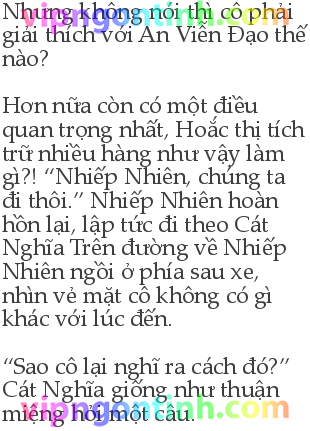 Nhưng không nói thì cô phải
giải thích với An Viễn Đạo thế
nào?
Hơn nữa còn có một điều
quan trọng nhất, Hoắc thị tích
trữ nhiều hàng như vậy làm
gì?! “Nhiếp Nhiên, chúng ta
đi thôi.” Nhiếp Nhiên hoàn
hồn lại, lập tức đi theo Cát
Nghĩa Trên đường về Nhiếp
Nhiên ngồi ở phía sau xe,
nhìn vẻ mặt cô không có gì
khác với lúc đến.
“Sao cô lại nghĩ ra cách đó?”
Cát Nghĩa giống như thuận
miệng hỏi một câu.
vipngontinh.com
vipngontinh.com